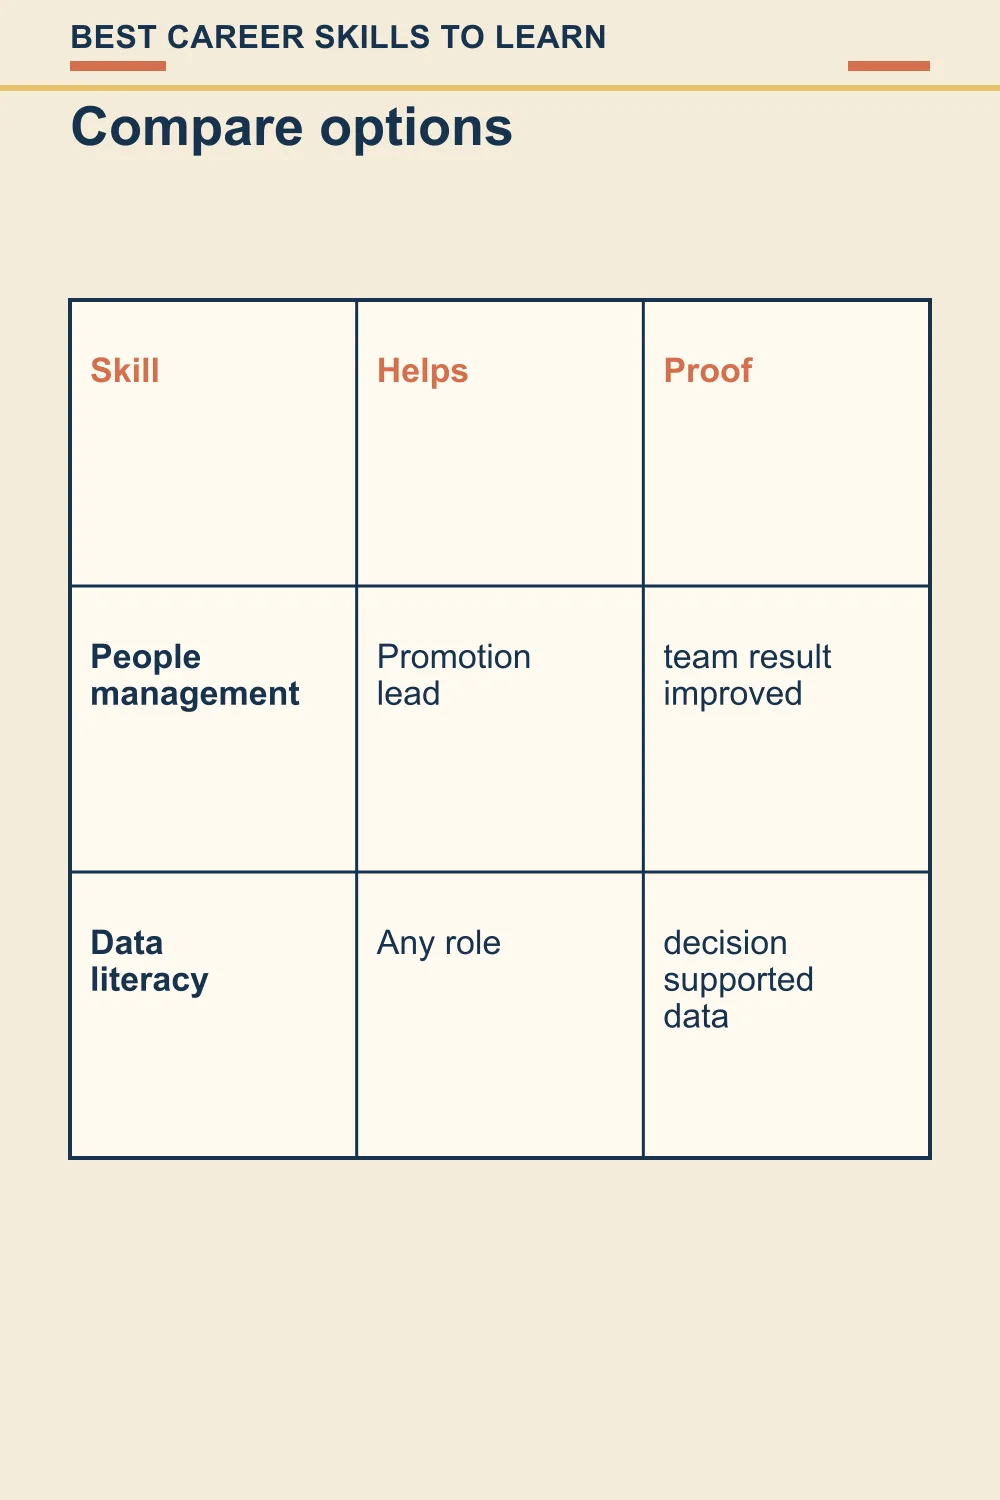 BEST CAREER SKILLS TO LEARN
Compare options
Skill
Helps
Proof
People
management
Promotion
lead
team result
improved
Data
literacy
Any role
decision
supported
data